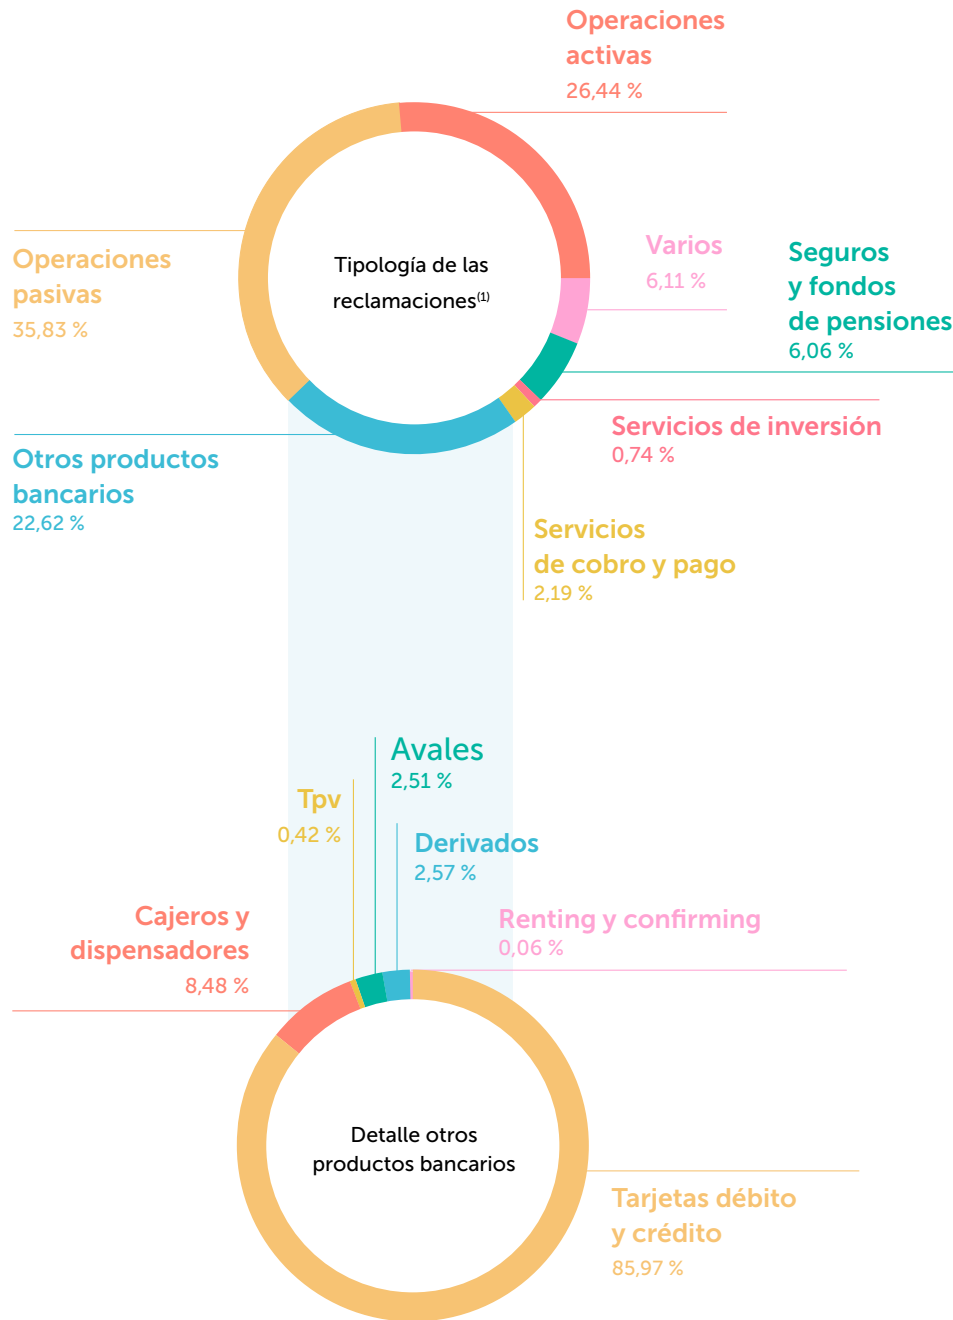 Operaciones
activas
26,44 %
Tipología de las
reclamaciones(1)
Operaciones
pasivas
35,83 %
Varios
6,11 %
Seguros
y fondos
de pensiones
6,06 %
Servicios de inversión
0,74 %
Otros productos
bancarios
22,62 %
Servicios
de cobro y pago
2,19 %
Avales
2,51 %
Tpv
0,42 %
Derivados
2,57 %
Cajeros y
dispensadores
8,48 %
Renting y confirming
0,06 %
Detalle otros
productos bancarios
Tarjetas débito
y crédito
85,97 %